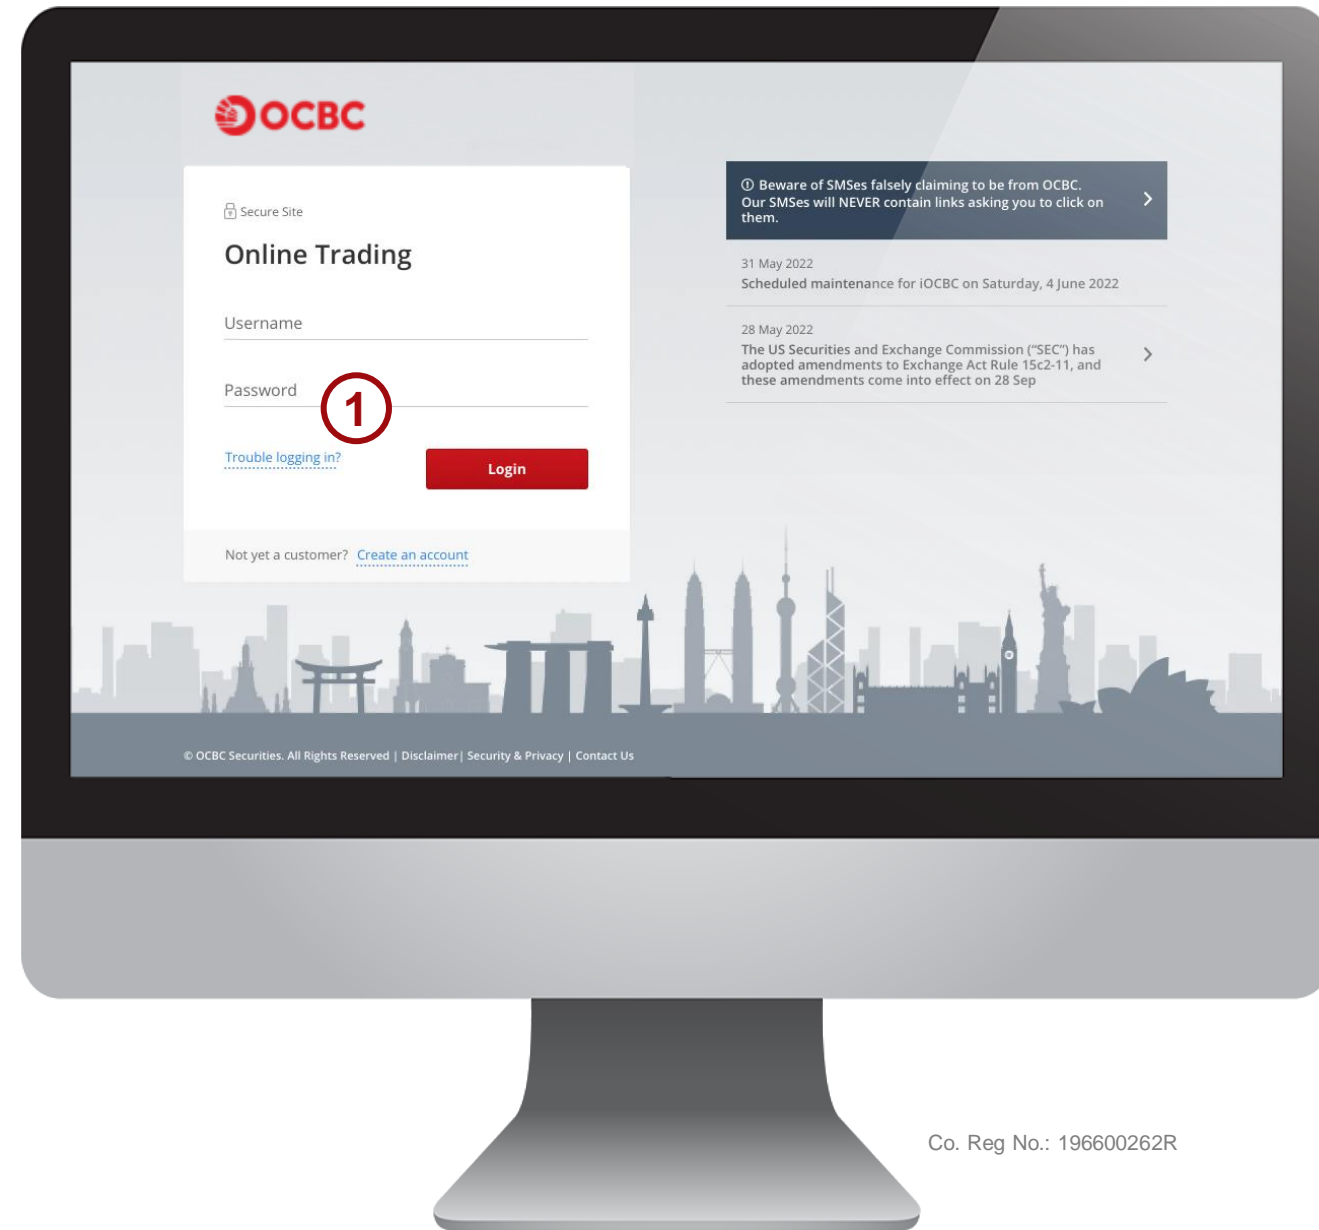 OCBC
Secure Site
Online Trading
Username
Password
1
Trouble logging in?
Login
Not yet a customer? Create an account
Beware of SMSes falsely claiming to be from OCBC.
Our SMSes will NEVER contain links asking you to click on
them.
31 May 2022
Scheduled maintenance for iOCBC on Saturday, 4 June 2022
28 May 2022
The US Securities and Exchange Commission (“SEC”) has
adopted amendments to Exchange Act Rule 15c2-11, and
these amendments come into effect on 28 Sep
© OCBC Securities. All Rights Reserved | Disclaimer| Security & Privacy | Contact Us
Co. Reg No.: 196600262R